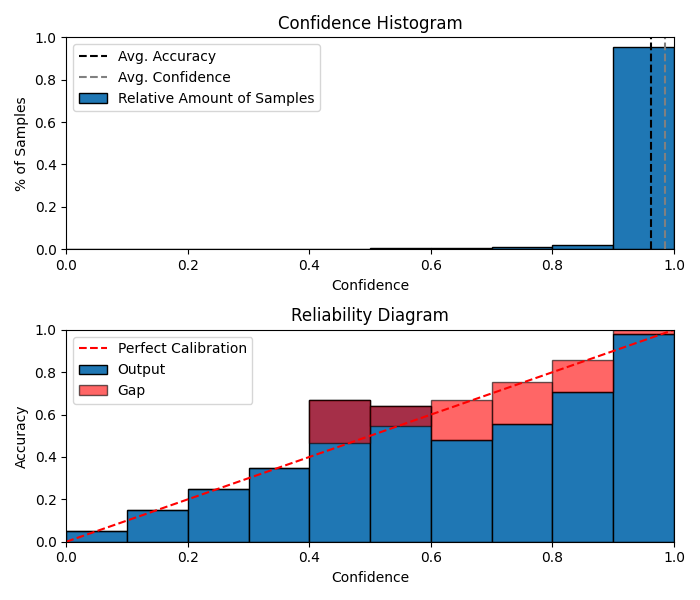 Confidence Histogram
1.0
0.8
0.6
0.4
0.2
0.0
% of Samples
Avg. Accuracy
Avg. Confidence
Relative Amount of Samples
0.0 0.2 0.4 0.6 0.8 1.0
Confidence
Reliability Diagram
1.0
0.8
0.6
0.4
0.2
0.0
Accuracy
Perfect Calibration
Output
Gap
0.0 0.2 0.4 0.6 0.8 1.0
Confidence